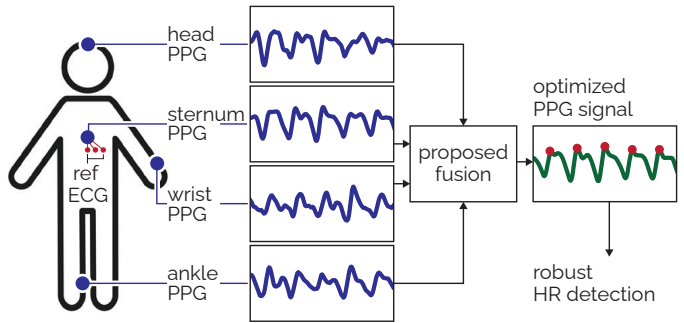 head
PPG
sternum
PPG
ref
ECG
wrist
PPG
ankle
PPG
proposed
fusion
optimized
PPG signal
robust
HR detection